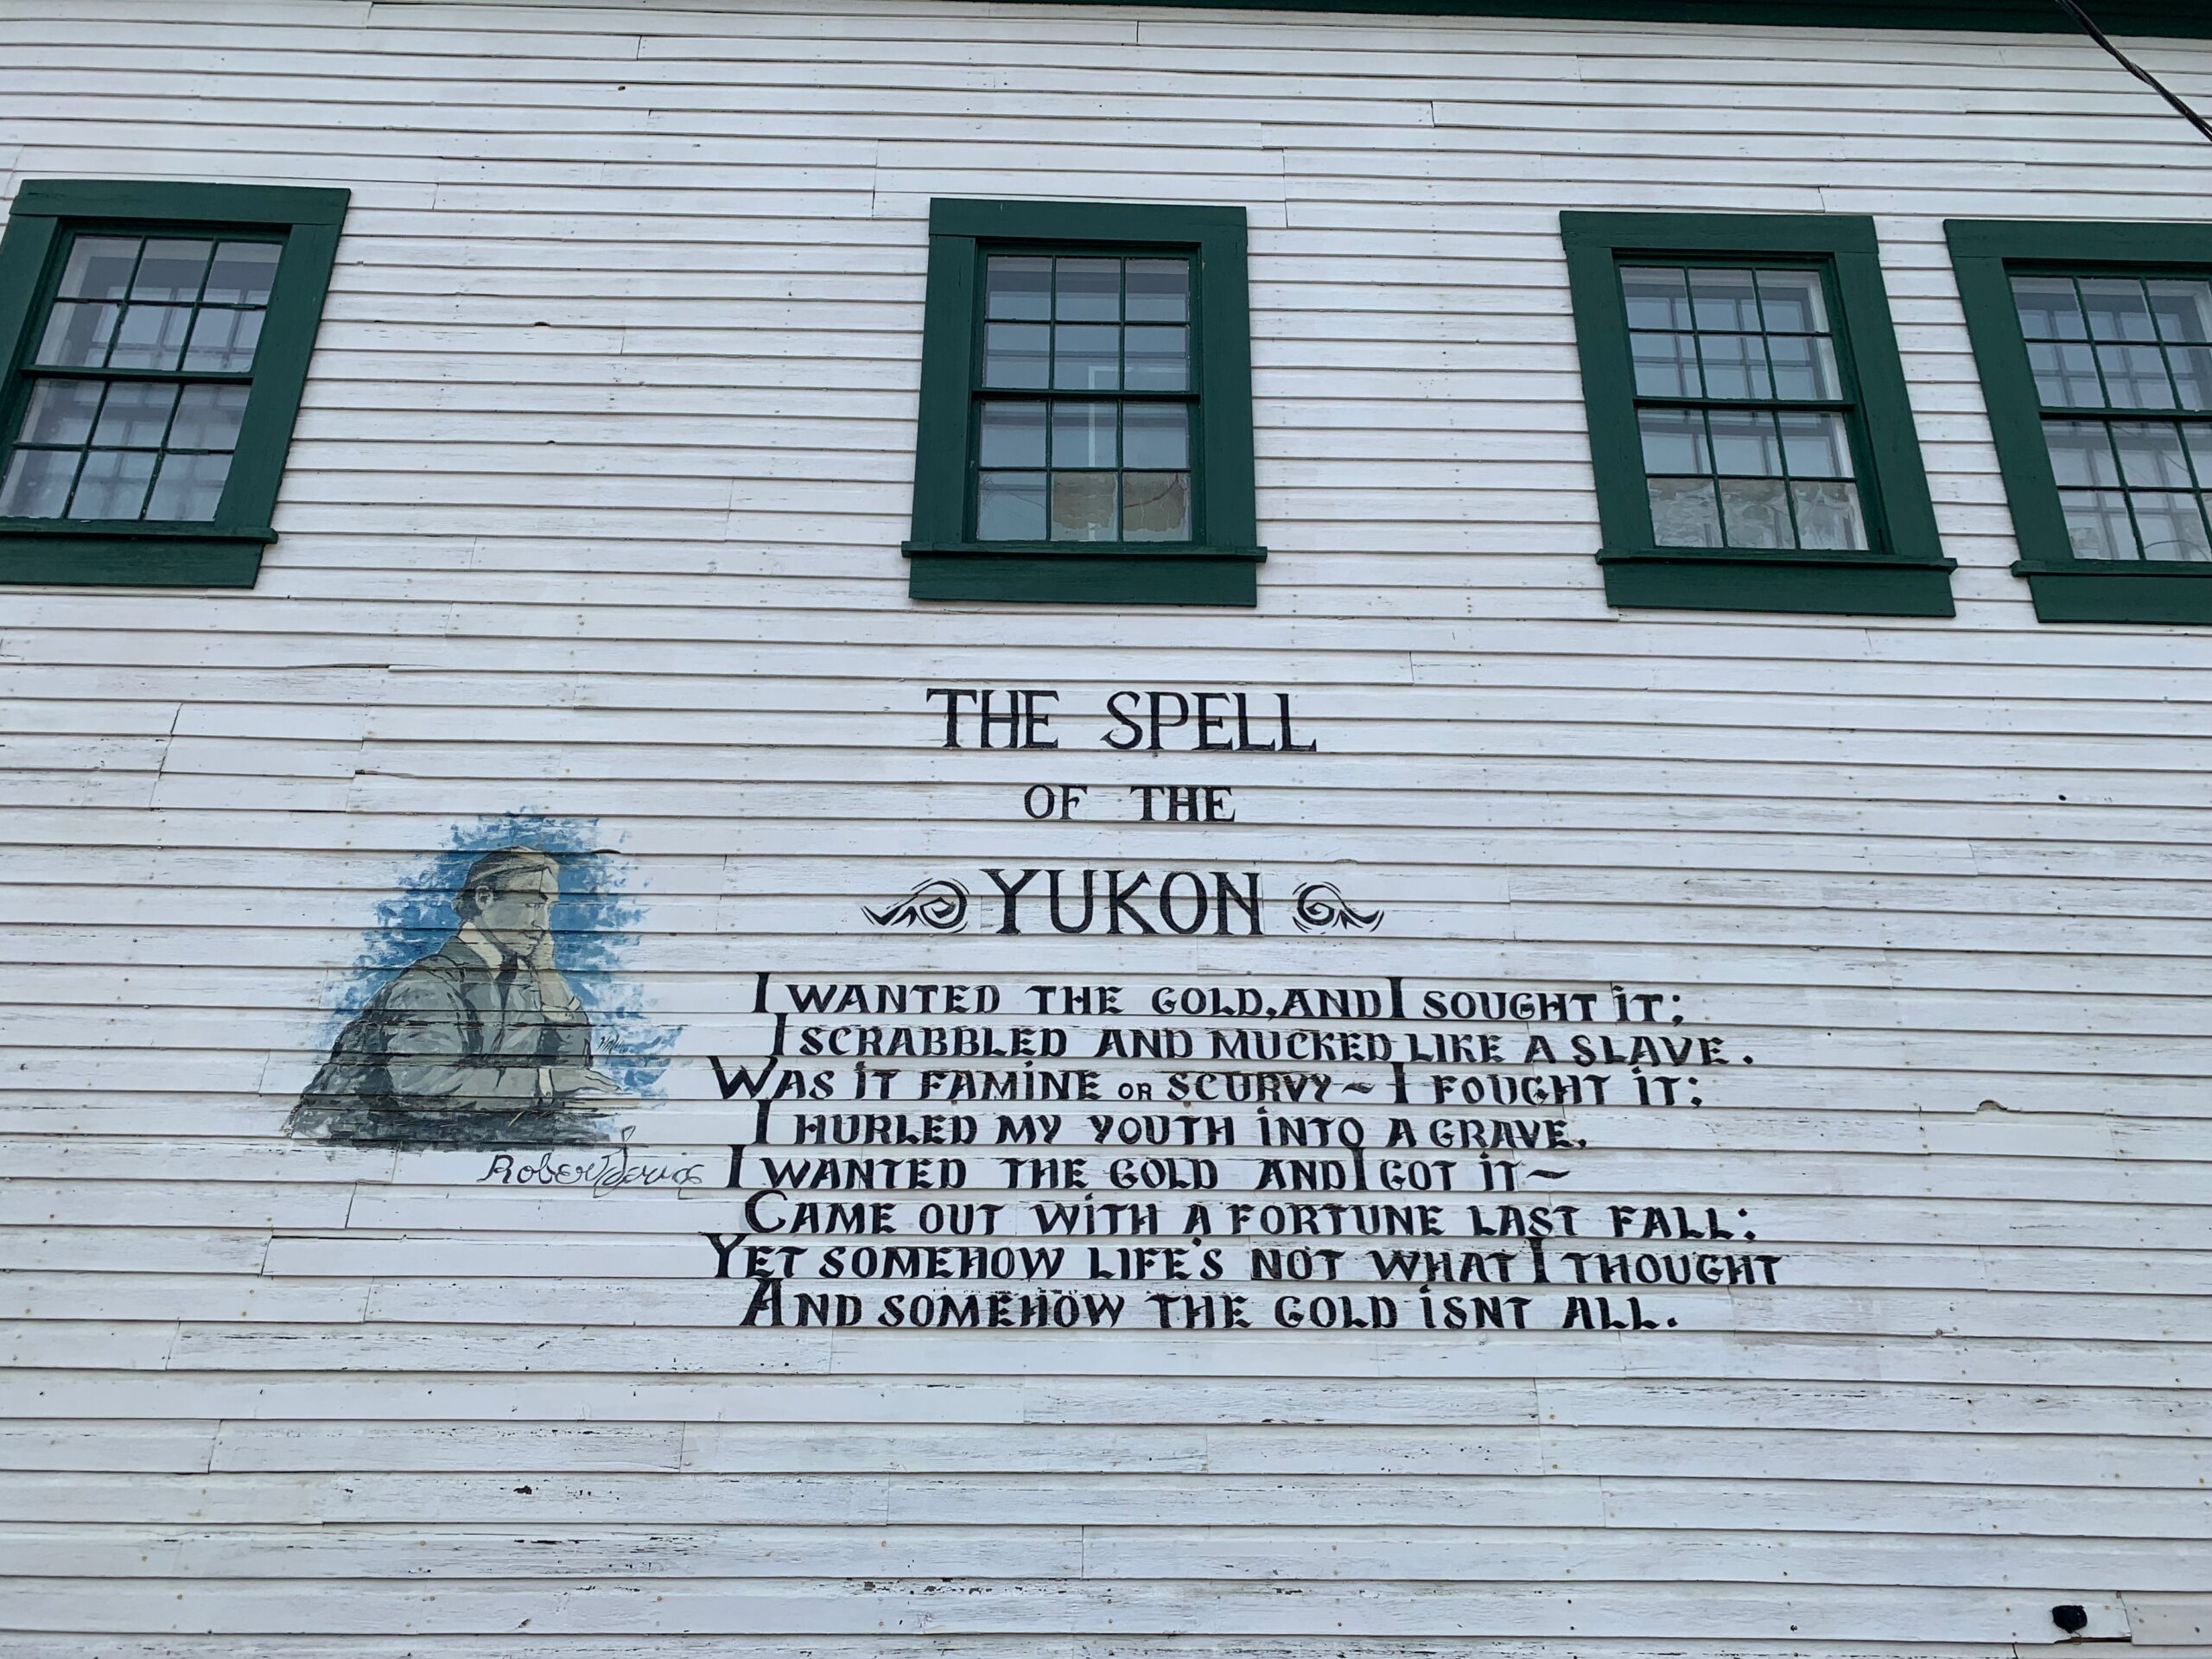 THE SPELL
OF THE
YUKON
I WANTED THE GOLD, AND I SOUGHT IT;
I SCRABBLED AND MUCKED LIKE A SLAVE.
WAS IT FAMINE OR SCURVY~I FOUGHT IT;
I HURLED MY YOUTH INTO A GRAVE.
I WANTED THE GOLD AND I GOT IT~
CAME OUT WITH A FORTUNE LAST FALL;
YET SOMEHOW LIFE'S NOT WHAT I THOUGHT
AND SOMEHOW THE GOLD ISNT ALL.
Robert Service